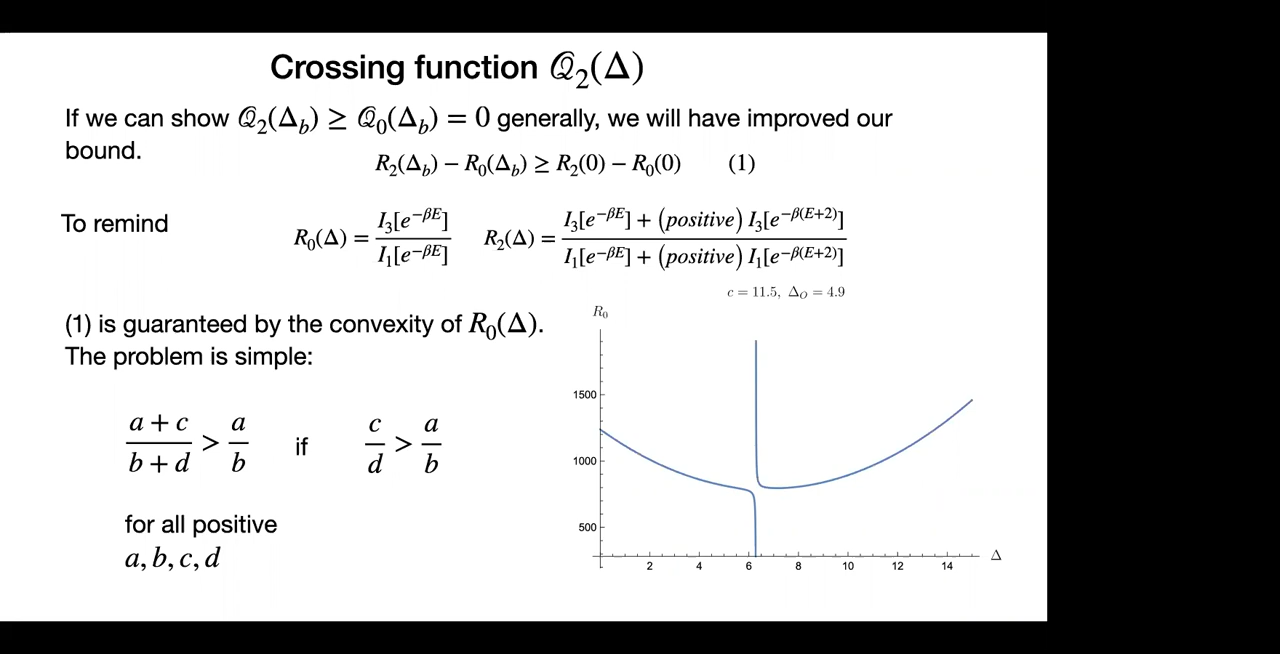 Crossing function 𝒬₂(Δ)
If we can show 𝒬₂(Δ_b) ≥ 𝒬₀(Δ_b) = 0 generally, we will have improved our
bound.
R₂(Δ_b) − R₀(Δ_b) ≥ R₂(0) − R₀(0) (1)
To remind
R₀(Δ) = I₃[e^{−βE}] / I₁[e^{−βE}]
R₂(Δ) = (I₃[e^{−βE}] + (positive) I₃[e^{−β(E+2)}]) / (I₁[e^{−βE}] + (positive) I₁[e^{−β(E+2)}])
c = 11.5, Δ_O = 4.9
(1) is guaranteed by the convexity of R₀(Δ).
The problem is simple:
(a + c) / (b + d) > a / b if c / d > a / b
for all positive
a, b, c, d
R₀
1500
1000
500
2 4 6 8 10 12 14
Δ